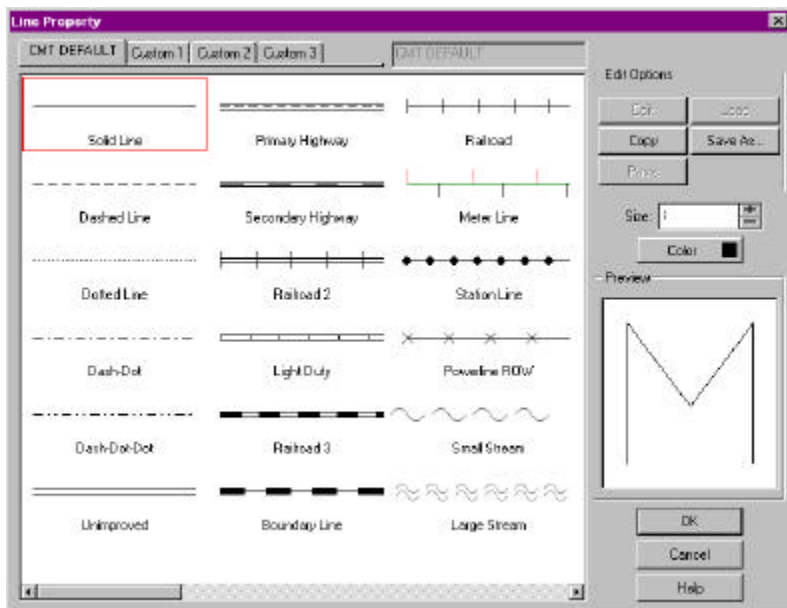 Line Property
CMT DEFAULT Custom 1 Custom 2 Custom 3 CMT DEFAULT
Edit Options
Edit Load
Copy Save As...
Paste
Size: 1
Color
Preview
Solid Line Primary Highway Railroad
Dashed Line Secondary Highway Meter Line
Dotted Line Railroad 2 Station Line
Dash-Dot Light Duty Powerline ROW
Dash-Dot-Dot Railroad 3 Small Stream
Unimproved Boundary Line Large Stream
OK
Cancel
Help